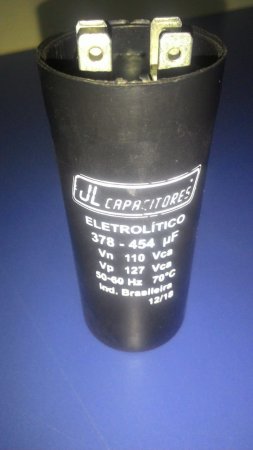 JL CAPACITORES
ELETROLÍTICO
378 - 454 µF
Vn 110 Vca
Vp 127 Vca
50-60 Hz 70°C
Ind. Brasileira
12/19